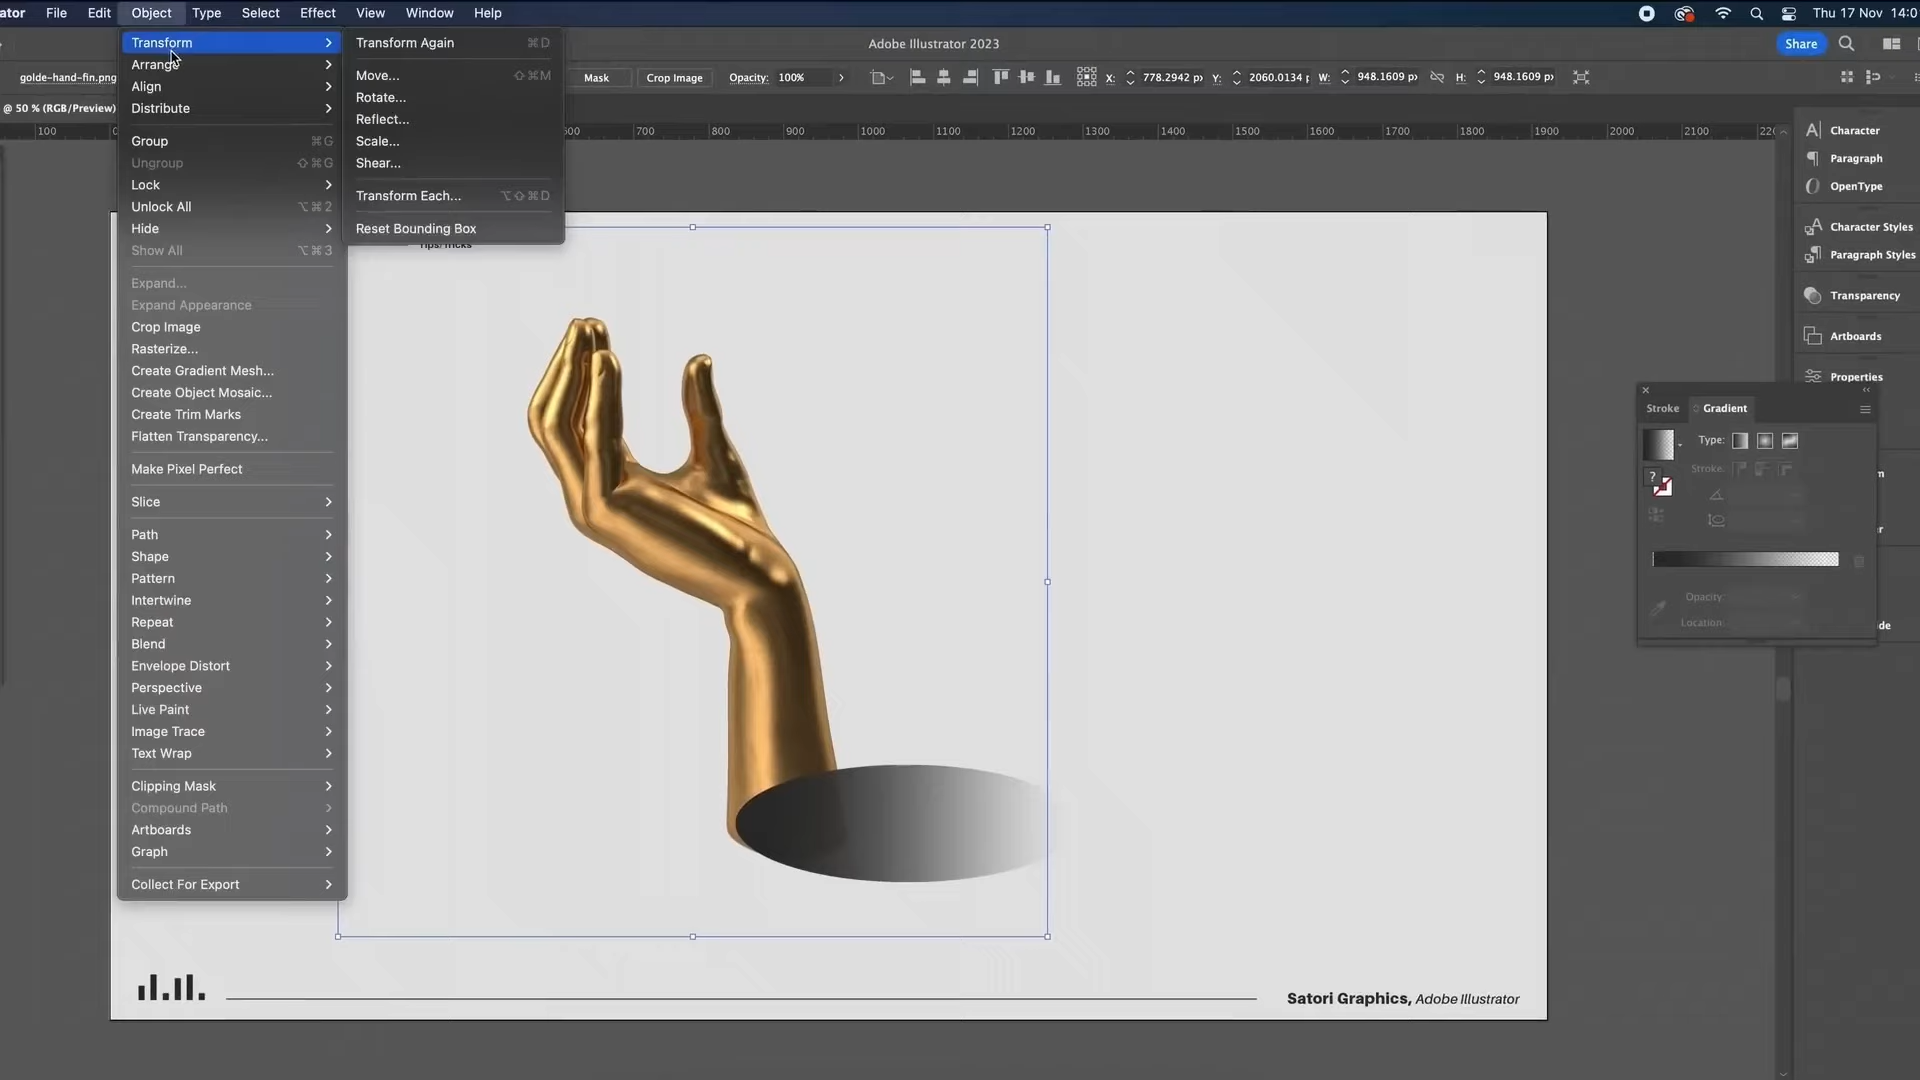 ator File Edit Object Type Select Effect View Window Help Thu 17 Nov 14:0
Adobe Illustrator 2023 Share
golde-hand-fin.png Mask Crop Image Opacity: 100% X: 778.2942 p Y: 2060.0134 W: 948.1609 p H: 948.1609 p
@ 50 % (RGB/Preview)
100 600 700 800 900 1000 1100 1200 1300 1400 1500 1600 1700 1800 1900 2000 2100
Transform
Arrange
Align
Distribute
Group ⌘G
Ungroup ⇧⌘G
Lock
Unlock All ⌥⌘2
Hide
Show All ⌥⌘3
Expand...
Expand Appearance
Crop Image
Rasterize...
Create Gradient Mesh...
Create Object Mosaic...
Create Trim Marks
Flatten Transparency...
Make Pixel Perfect
Slice
Path
Shape
Pattern
Intertwine
Repeat
Blend
Envelope Distort
Perspective
Live Paint
Image Trace
Text Wrap
Clipping Mask
Compound Path
Artboards
Graph
Collect For Export
Transform Again ⌘D
Move... ⇧⌘M
Rotate...
Reflect...
Scale...
Shear...
Transform Each... ⌥⇧⌘D
Reset Bounding Box
Tips/Tricks
Character
Paragraph
OpenType
Character Styles
Paragraph Styles
Transparency
Artboards
Properties
Stroke Gradient
Type:
Stroke:
Opacity:
Location:
Satori Graphics, Adobe Illustrator